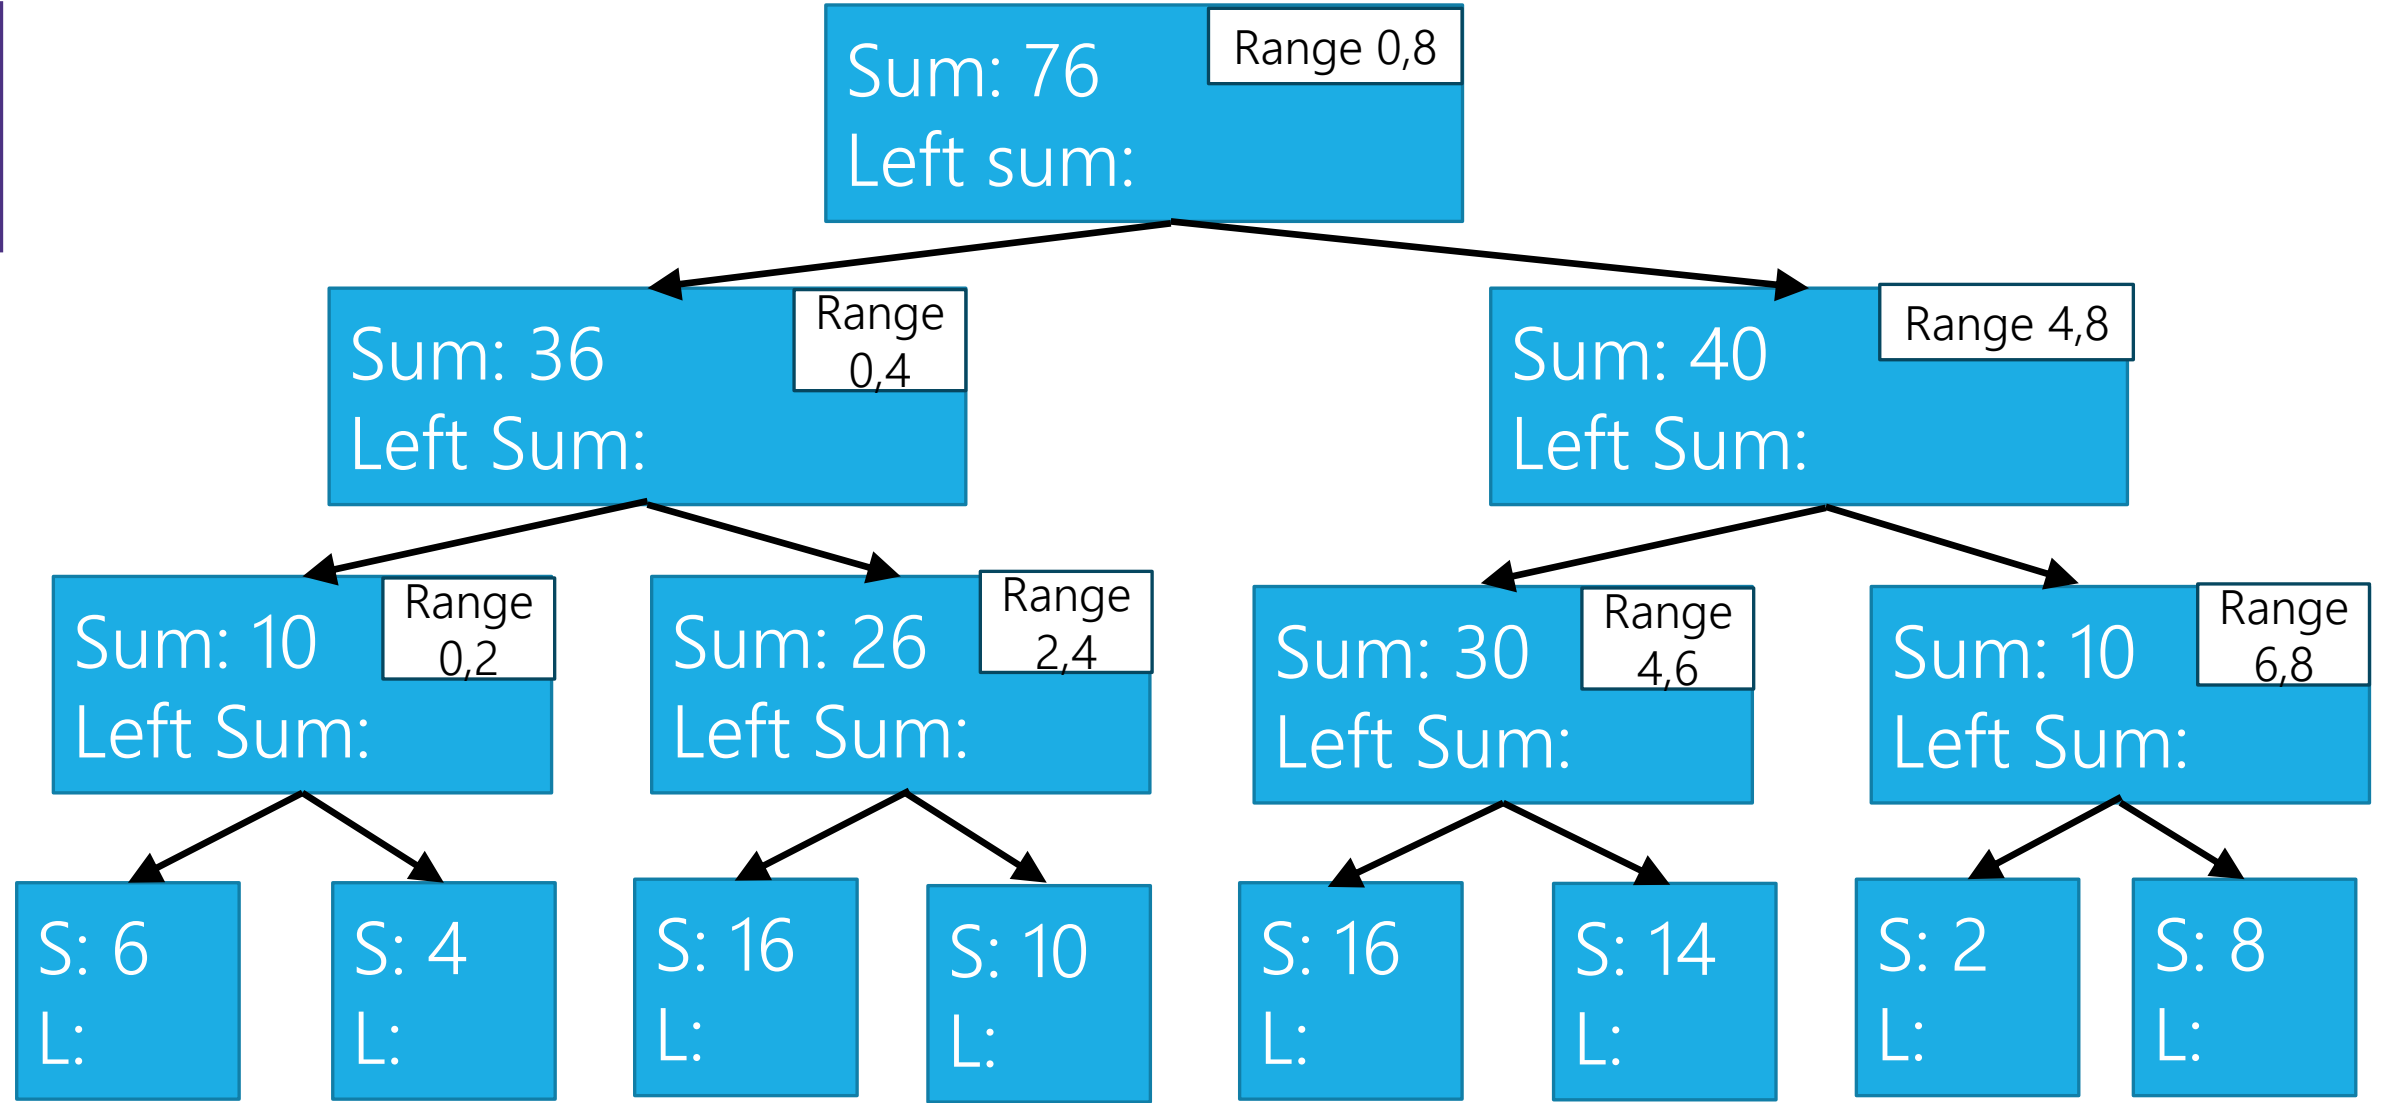 Sum: 76
Range 0,8
Left sum:
Sum: 36
Range
0,4
Left Sum:
Sum: 40
Range 4,8
Left Sum:
Sum: 10
Range
0,2
Left Sum:
Sum: 26
Range
2,4
Left Sum:
Sum: 30
Range
4,6
Left Sum:
Sum: 10
Range
6,8
Left Sum:
S: 6
L:
S: 4
L:
S: 16
L:
S: 10
L:
S: 16
L:
S: 14
L:
S: 2
L:
S: 8
L: